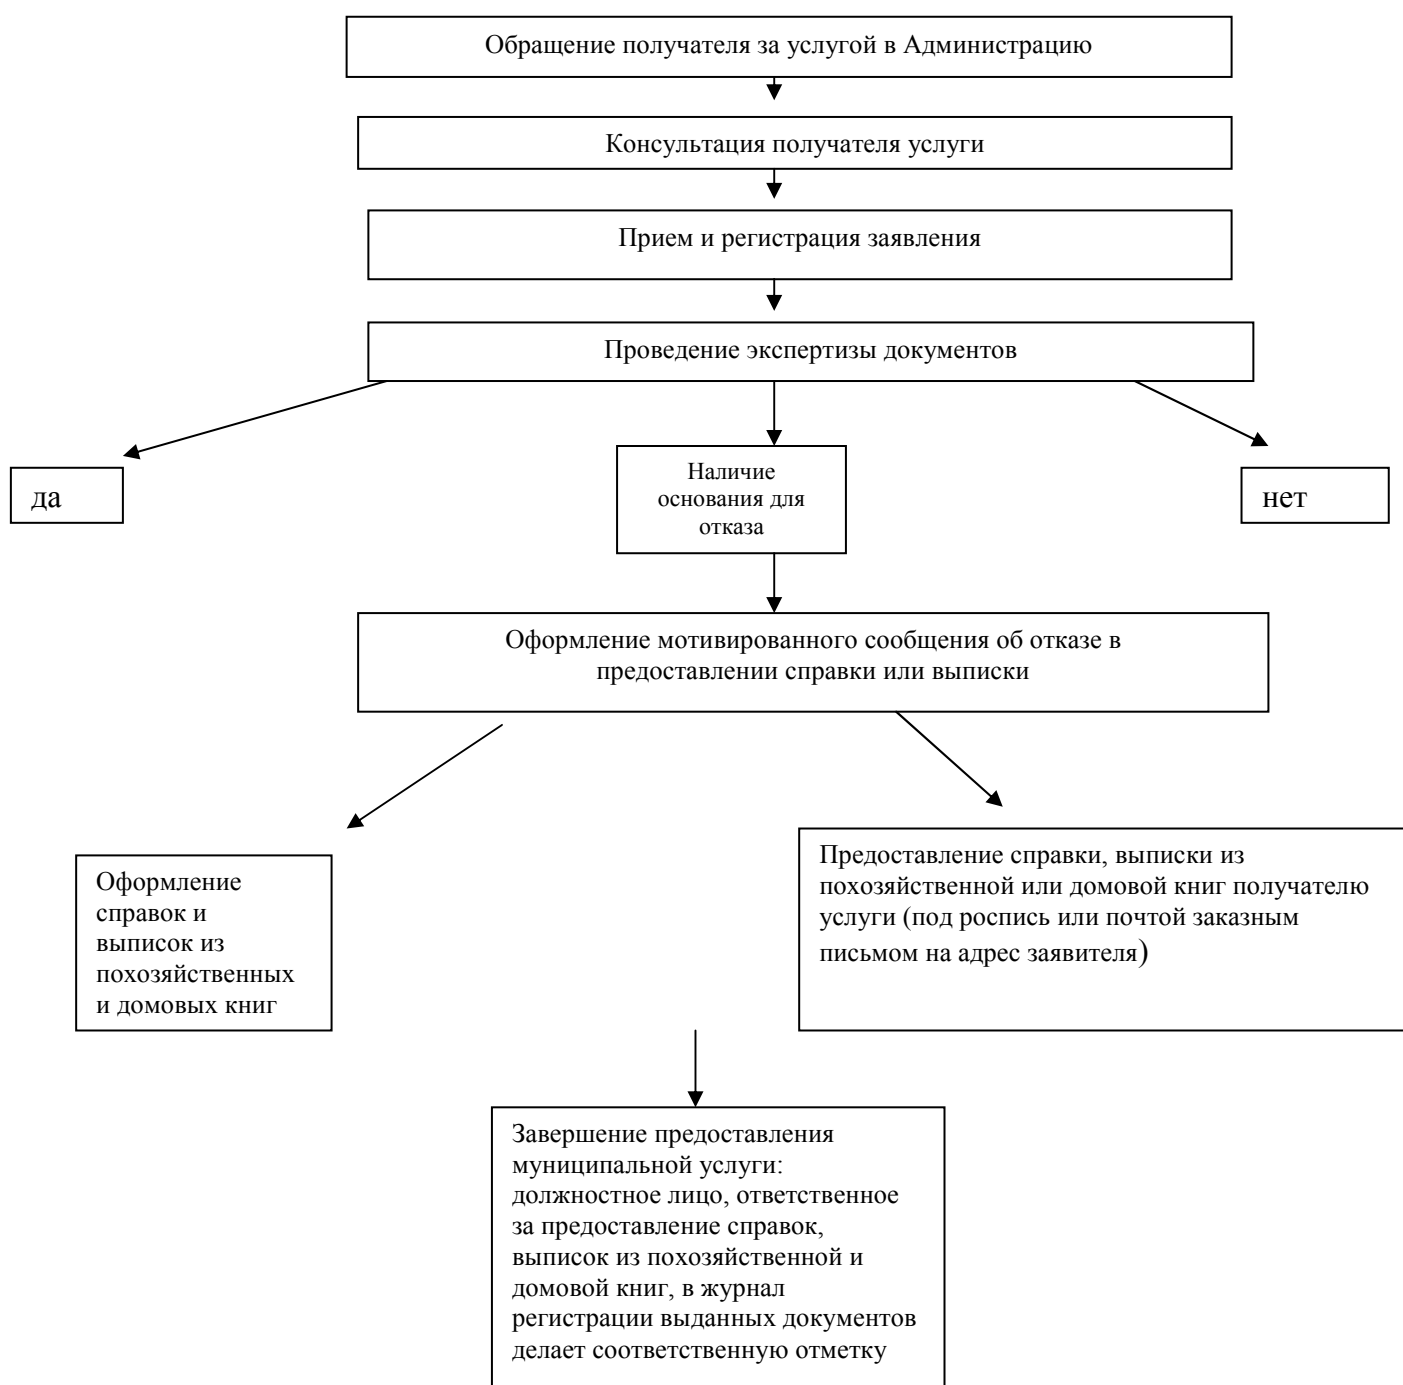 Обращение получателя за услугой в Администрацию
Консультация получателя услуги
Прием и регистрация заявления
Проведение экспертизы документов
да
Наличие
основания для
отказа
нет
Оформление мотивированного сообщения об отказе в
предоставлении справки или выписки
Оформление
справок и
выписок из
похозяйственных
и домовых книг
Предоставление справки, выписки из
похозяйственной или домовой книг получателю
услуги (под роспись или почтой заказным
письмом на адрес заявителя)
Завершение предоставления
муниципальной услуги:
должностное лицо, ответственное
за предоставление справок,
выписок из похозяйственной и
домовой книг, в журнал
регистрации выданных документов
делает соответственную отметку